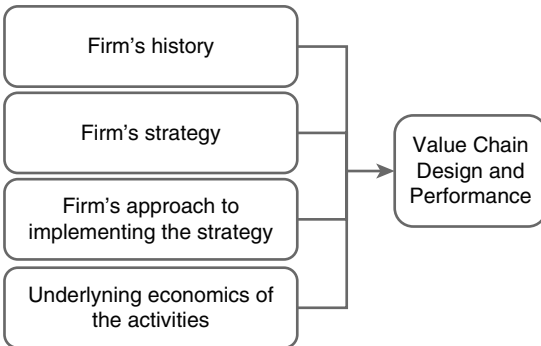 Firm's history
Firm's strategy
Firm's approach to
implementing the strategy
Underlyning economics of
the activities
Value Chain
Design and
Performance